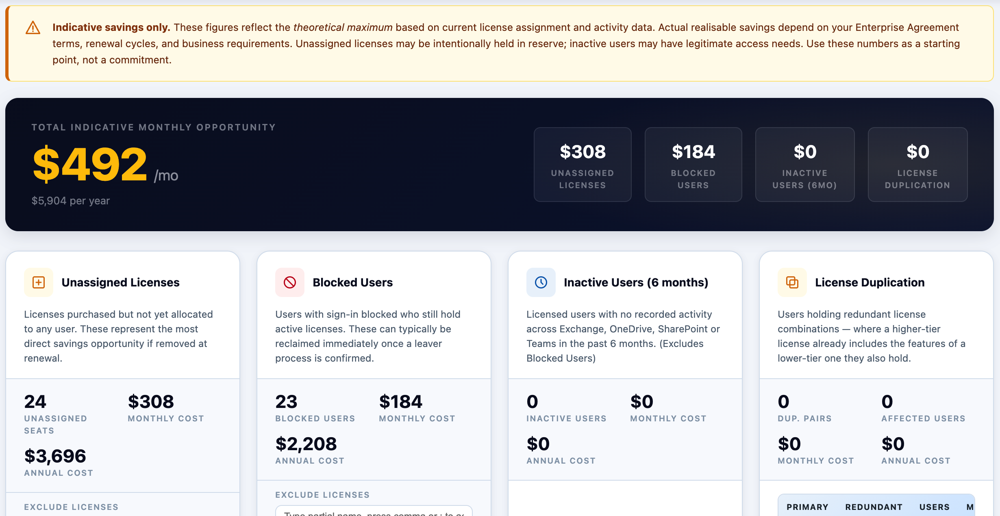 Indicative savings only. These figures reflect the theoretical maximum based on current license assignment and activity data. Actual realisable savings depend on your Enterprise Agreement
terms, renewal cycles, and business requirements. Unassigned licenses may be intentionally held in reserve; inactive users may have legitimate access needs. Use these numbers as a starting
point, not a commitment.
TOTAL INDICATIVE MONTHLY OPPORTUNITY
$492 /mo
$5,904 per year
$308
UNASSIGNED
LICENSES
$184
BLOCKED
USERS
$0
INACTIVE
USERS (6MO)
$0
LICENSE
DUPLICATION
Unassigned Licenses
Licenses purchased but not yet allocated
to any user. These represent the most
direct savings opportunity if removed at
renewal.
24
UNASSIGNED
SEATS
$308
MONTHLY COST
$3,696
ANNUAL COST
EXCLUDE LICENSES
Blocked Users
Users with sign-in blocked who still hold
active licenses. These can typically be
reclaimed immediately once a leaver
process is confirmed.
23
BLOCKED USERS
$184
MONTHLY COST
$2,208
ANNUAL COST
EXCLUDE LICENSES
Type partial name, press comma or ; to
Inactive Users (6 months)
Licensed users with no recorded activity
across Exchange, OneDrive, SharePoint or
Teams in the past 6 months. (Excludes
Blocked Users)
0
INACTIVE USERS
$0
MONTHLY COST
$0
ANNUAL COST
License Duplication
Users holding redundant license
combinations — where a higher-tier
license already includes the features of a
lower-tier one they also hold.
0
DUP. PAIRS
0
AFFECTED USERS
$0
MONTHLY COST
$0
ANNUAL COST
PRIMARY REDUNDANT USERS M